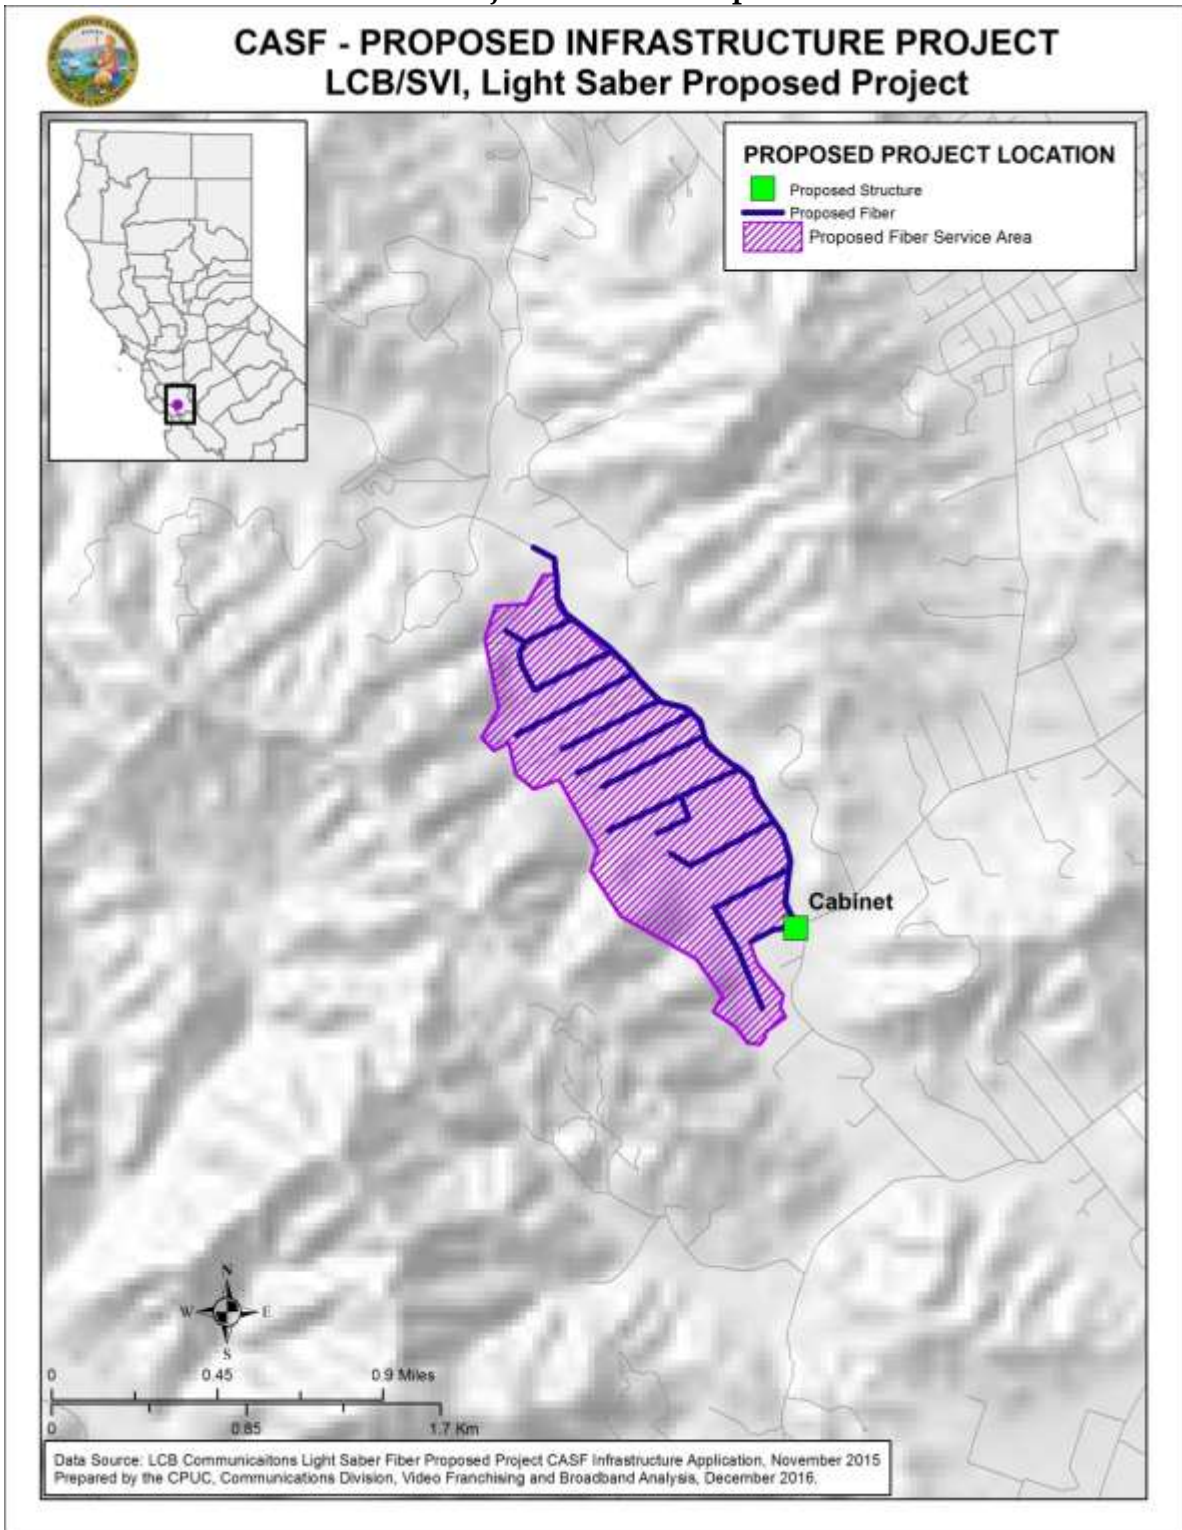 CASF - PROPOSED INFRASTRUCTURE PROJECT
LCB/SVI, Light Saber Proposed Project
PROPOSED PROJECT LOCATION
Proposed Structure
Proposed Fiber
Proposed Fiber Service Area
Cabinet
N
W E
S
0 0.45 0.9 Miles
0 0.85 1.7 Km
Data Source: LCB Communicaitons Light Saber Fiber Proposed Project CASF Infrastructure Application, November 2015
Prepared by the CPUC, Communications Division, Video Franchising and Broadband Analysis, December 2016.